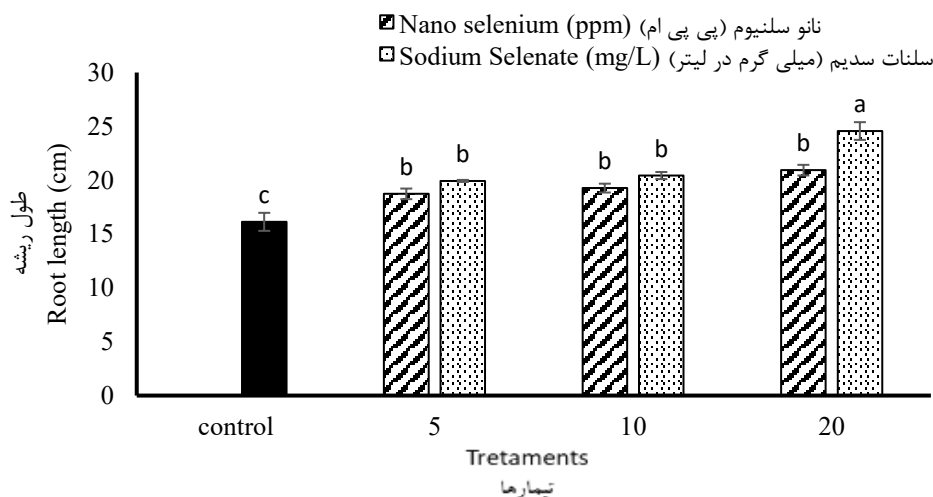 Nano selenium (ppm) نانو سلنیوم (پی پی ام)
Sodium Selenate (mg/L) سلنات سدیم (میلی گرم در لیتر)
30
25
20
15
10
5
0
طول ریشه
Root length (cm)
c
b
b
b
b
b
a
control
5
10
20
Tretaments
تیمارها